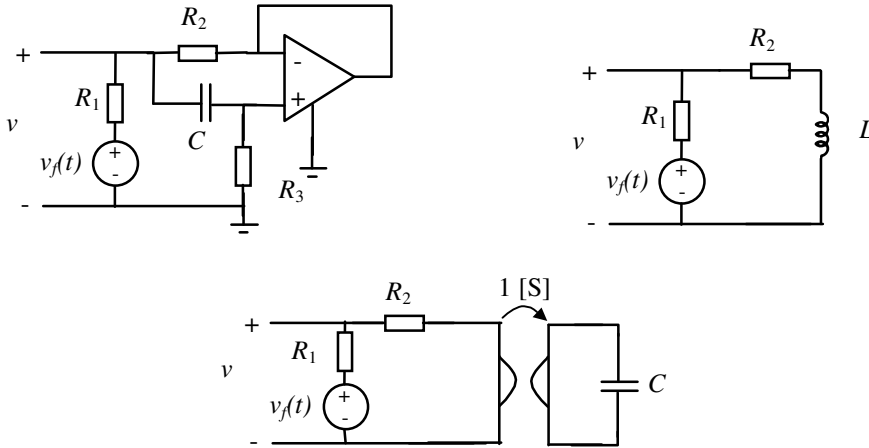 +
R2
-
+
R1
C
v
vf(t)
+
-
R3
-
+
R2
R1
v
L
vf(t)
+
-
-
1 [S]
R2
+
R1
v
C
vf(t)
+
-
-